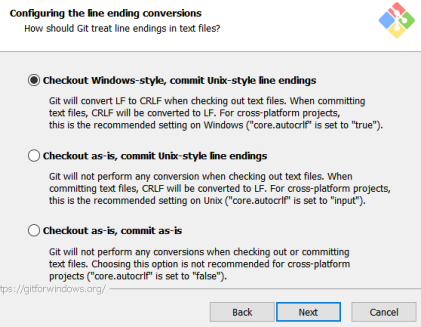 Configuring the line ending conversions
How should Git treat line endings in text files?
Checkout Windows-style, commit Unix-style line endings
Git will convert LF to CRLF when checking out text files. When committing
text files, CRLF will be converted to LF. For cross-platform projects,
this is the recommended setting on Windows ("core.autocrlf" is set to "true").
Checkout as-is, commit Unix-style line endings
Git will not perform any conversion when checking out text files. When
committing text files, CRLF will be converted to LF. For cross-platform projects,
this is the recommended setting on Unix ("core.autocrlf" is set to "input").
Checkout as-is, commit as-is
Git will not perform any conversions when checking out or committing
text files. Choosing this option is not recommended for cross-platform
projects ("core.autocrlf" is set to "false").
tps://gitforwindows.org/
Back
Next
Cancel